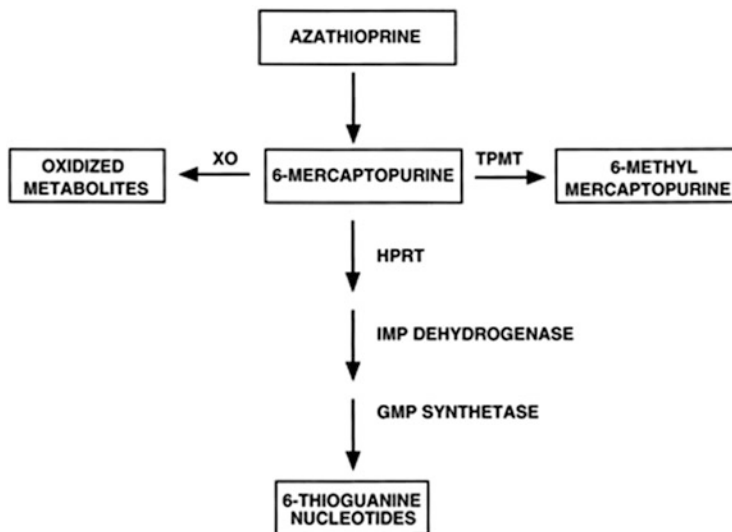 AZATHIOPRINE
OXIDIZED
METABOLITES
XO
6-MERCAPTOPURINE
TPMT
6-METHYL
MERCAPTOPURINE
HPRT
IMP DEHYDROGENASE
GMP SYNTHETASE
6-THIOGUANINE
NUCLEOTIDES